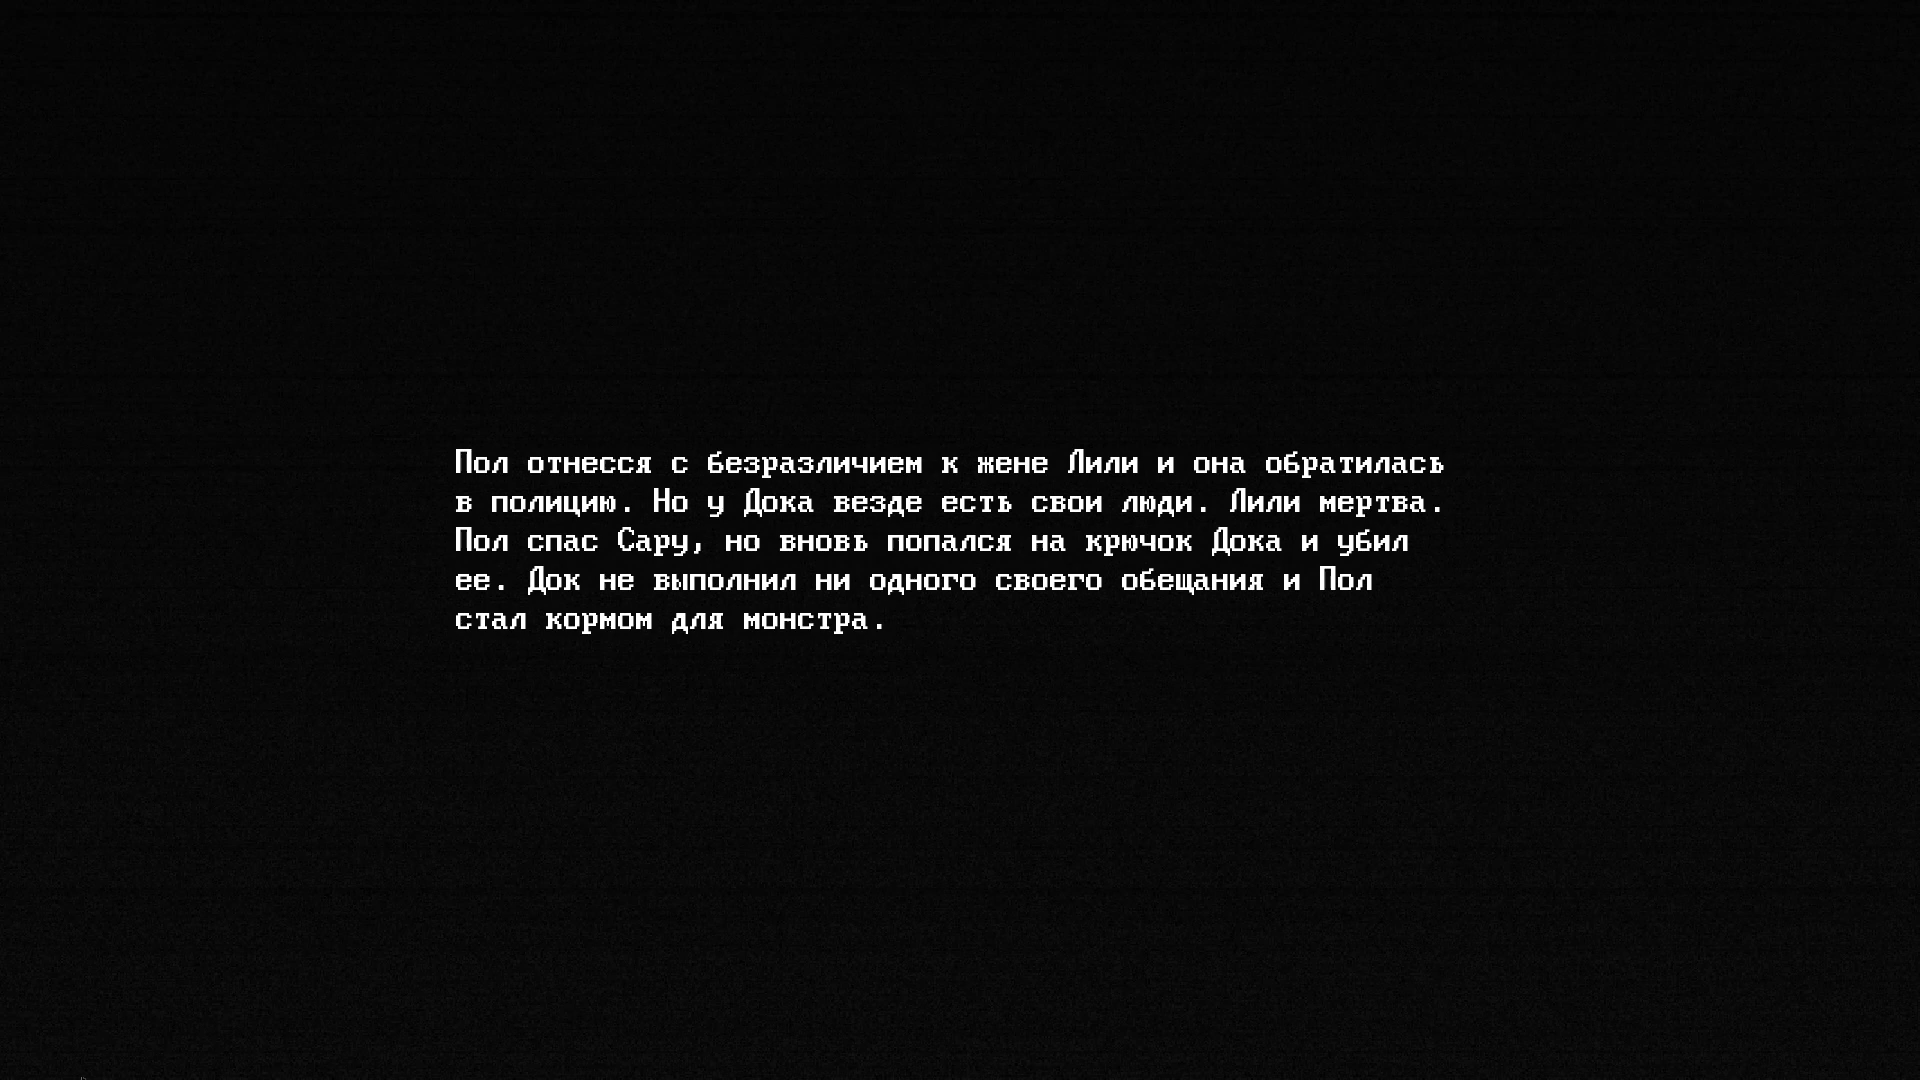 Пол отнесся с безразличием к жене Лили и она обратилась
в полицию. Но у Дока везде есть свои люди. Лили мертва.
Пол спас Сару, но вновь попался на крючок Дока и убил
ее. Док не выполнил ни одного своего обещания и Пол
стал кормом для монстра.